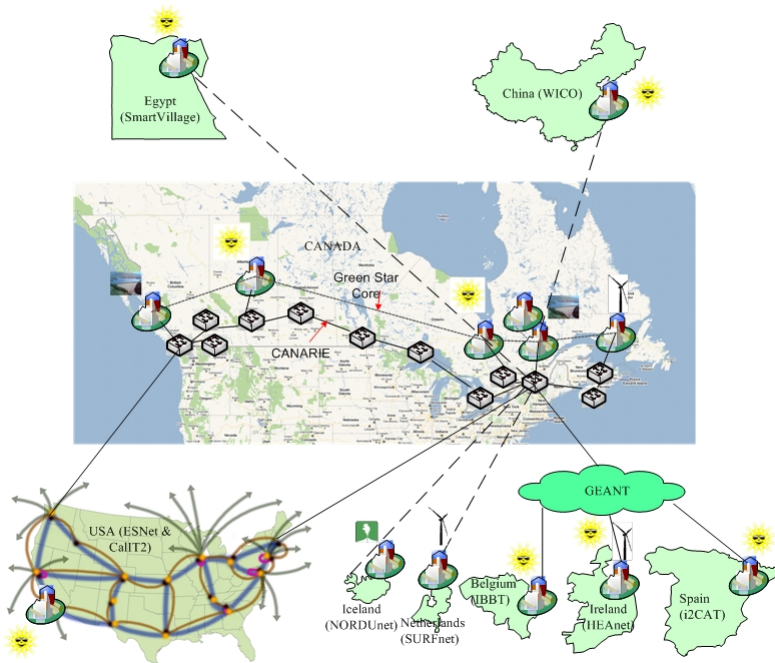 Egypt
(SmartVillage)
China (WICO)
CANADA
Green Star
Core
CANARIE
USA (ESNet &
CalIT2)
GEANT
Iceland
(NORDUnet)
Netherlands
(SURFnet)
Belgium
(IBBT)
Ireland
(HEAnet)
Spain
(i2CAT)